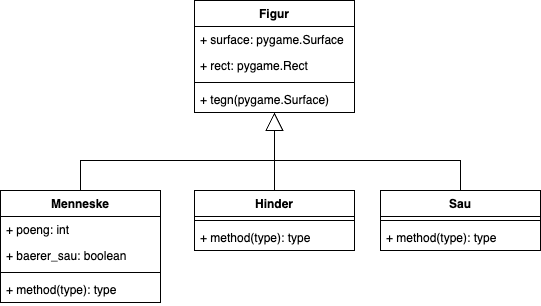 Figur
+ surface: pygame.Surface
+ rect: pygame.Rect
+ tegn(pygame.Surface)
Menneske
+ poeng: int
+ baerer_sau: boolean
+ method(type): type
Hinder
+ method(type): type
Sau
+ method(type): type